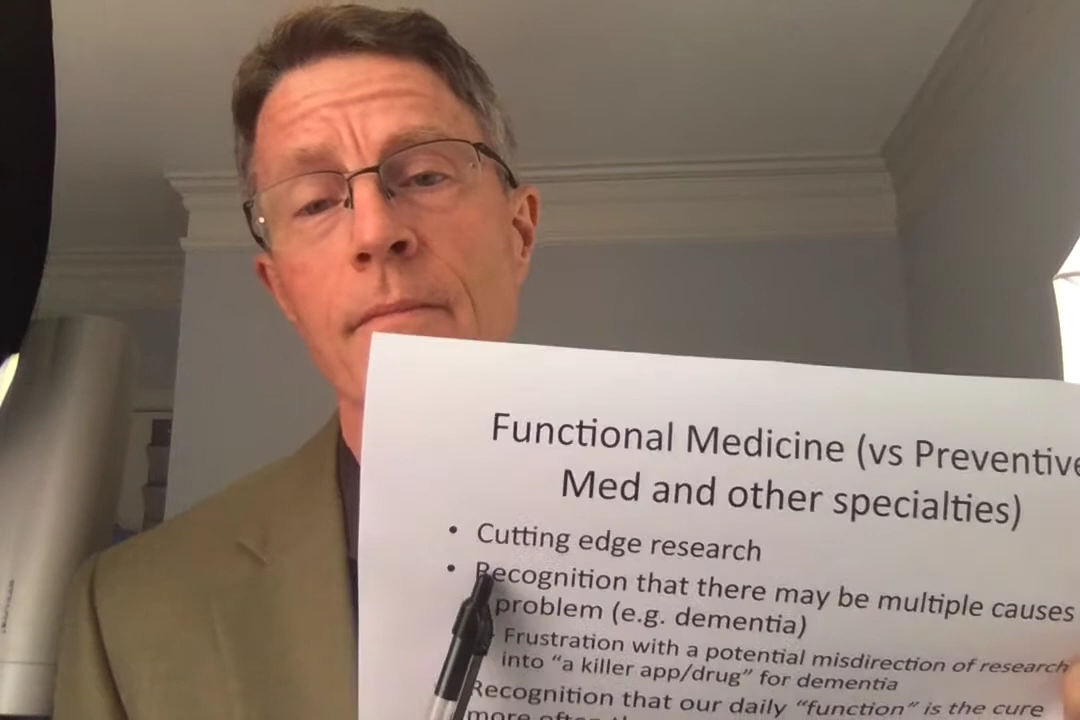 Functional Medicine (vs Preventive
Med and other specialties)
• Cutting edge research
• Recognition that there may be multiple causes
problem (e.g. dementia)
Frustration with a potential misdirection of research
into “a killer app/drug” for dementia
Recognition that our daily “function” is the cure
more often